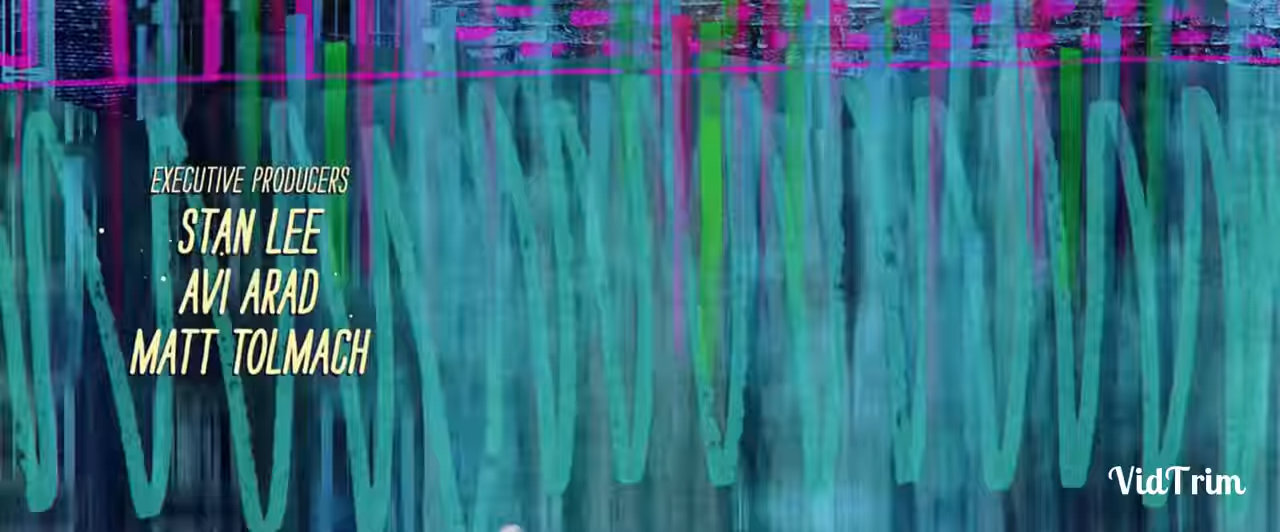 EXECUTIVE PRODUCERS
STAN LEE
AVI ARAD
MATT TOLMACH
VidTrim